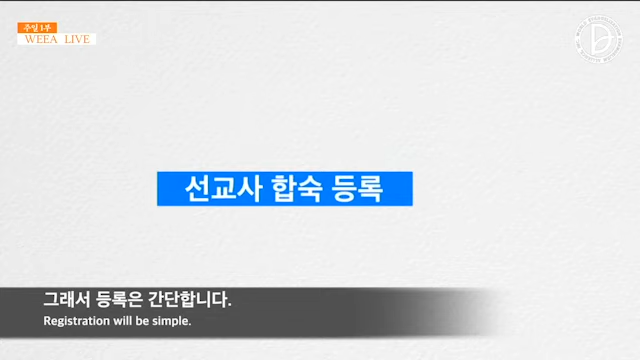 주일 1부
WEEA LIVE
선교사 합숙 등록
그래서 등록은 간단합니다.
Registration will be simple.